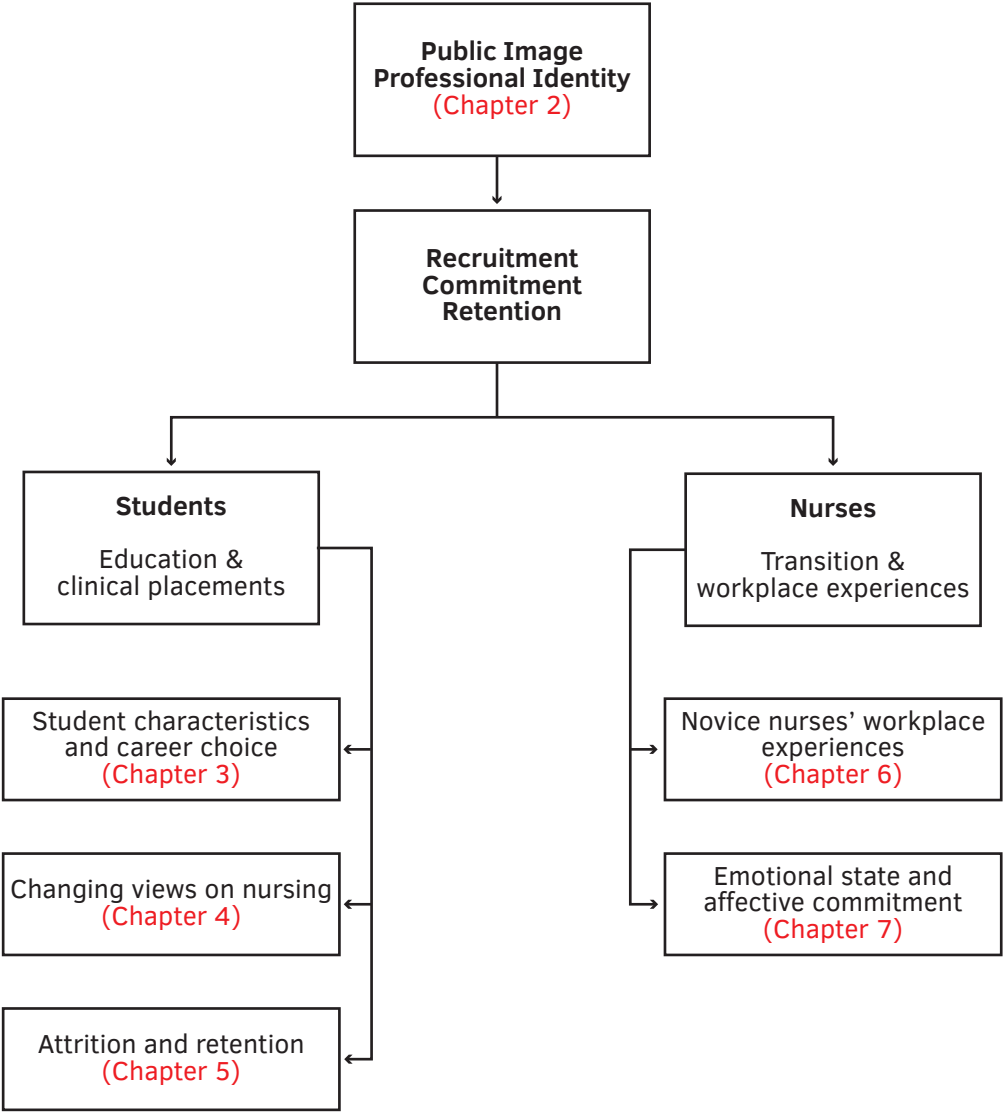 Public Image
Professional Identity
(Chapter 2)
Recruitment
Commitment
Retention
Students
Education &
clinical placements
Nurses
Transition &
workplace experiences
Student characteristics
and career choice
(Chapter 3)
Novice nurses’ workplace
experiences
(Chapter 6)
Changing views on nursing
(Chapter 4)
Emotional state and
affective commitment
(Chapter 7)
Attrition and retention
(Chapter 5)